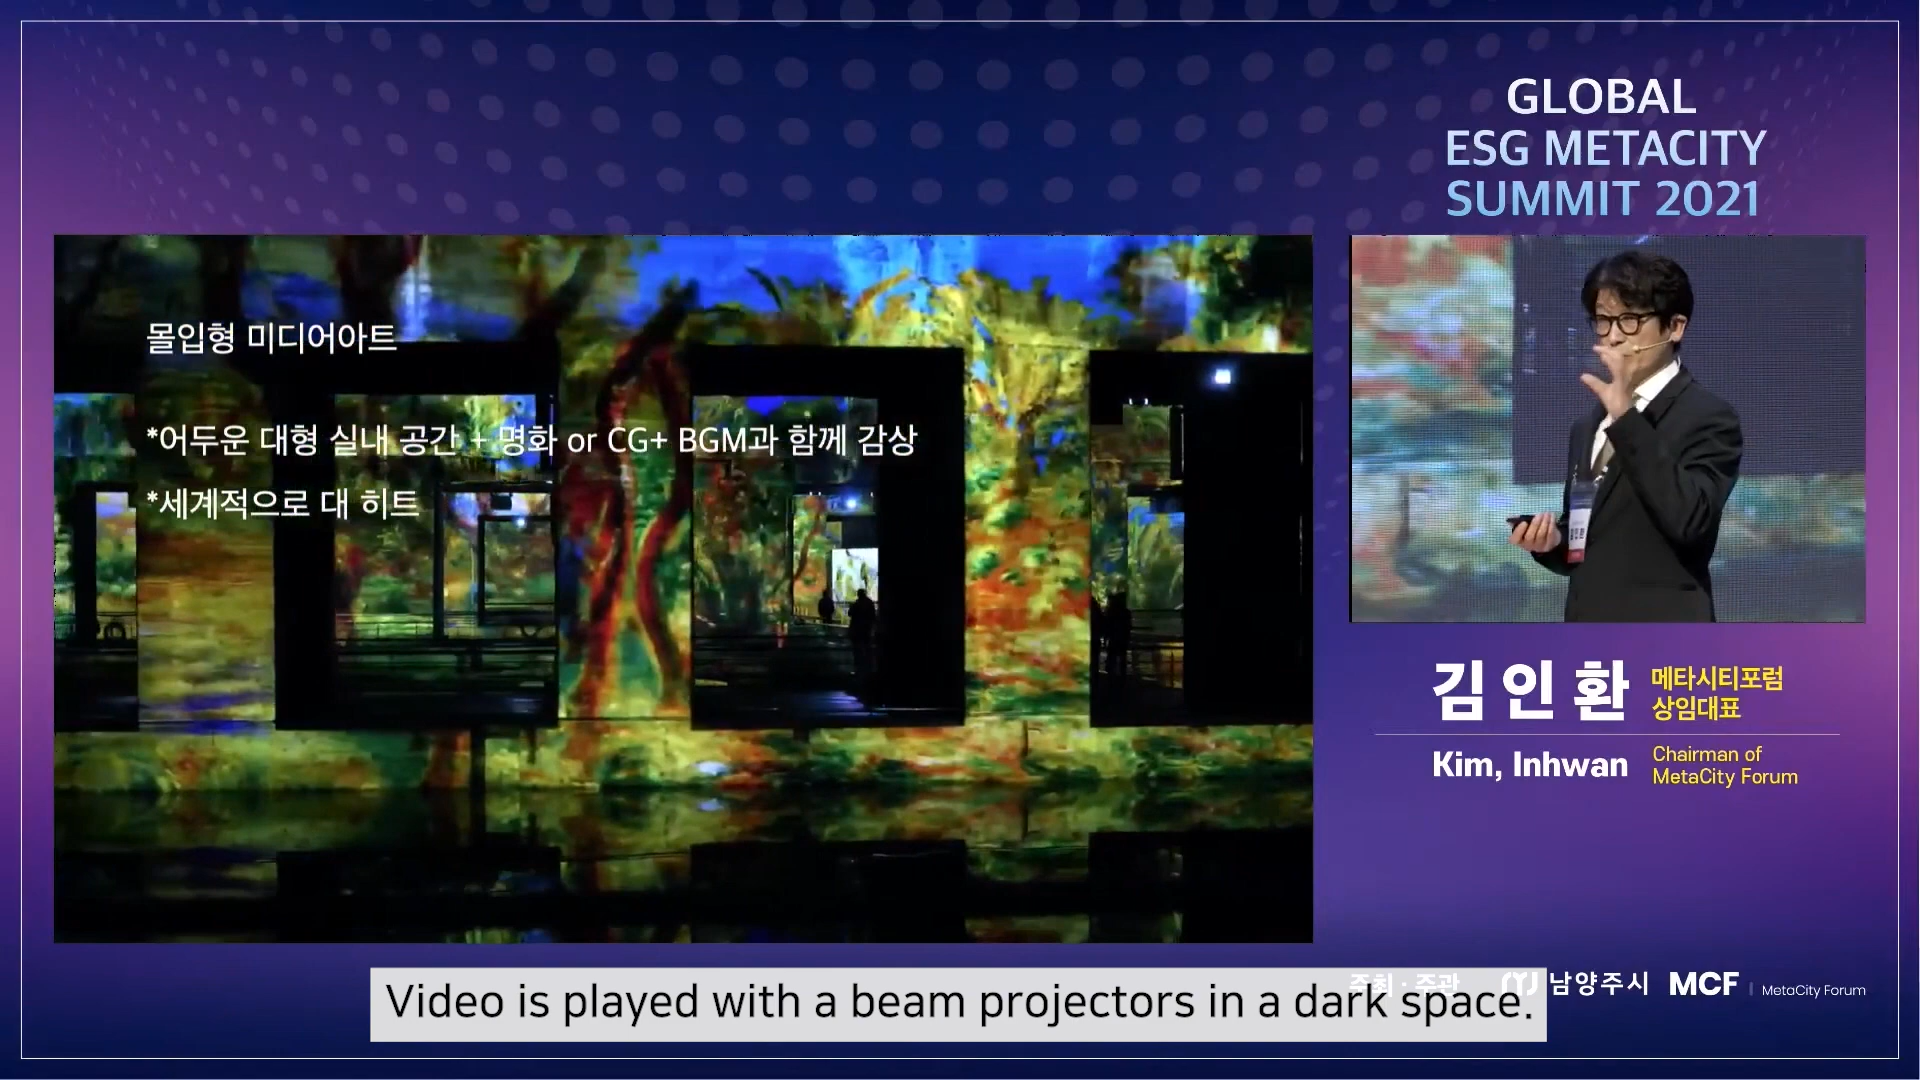 GLOBAL
ESG METACITY
SUMMIT 2021
몰입형 미디어아트
*어두운 대형 실내 공간 + 명화 or CG+ BGM과 함께 감상
*세계적으로 대 히트
김인환
메타시티포럼
상임대표
Kim, Inhwan
Chairman of
MetaCity Forum
주최·주관 남양주시 MCF | MetaCity Forum
Video is played with a beam projectors in a dark space.